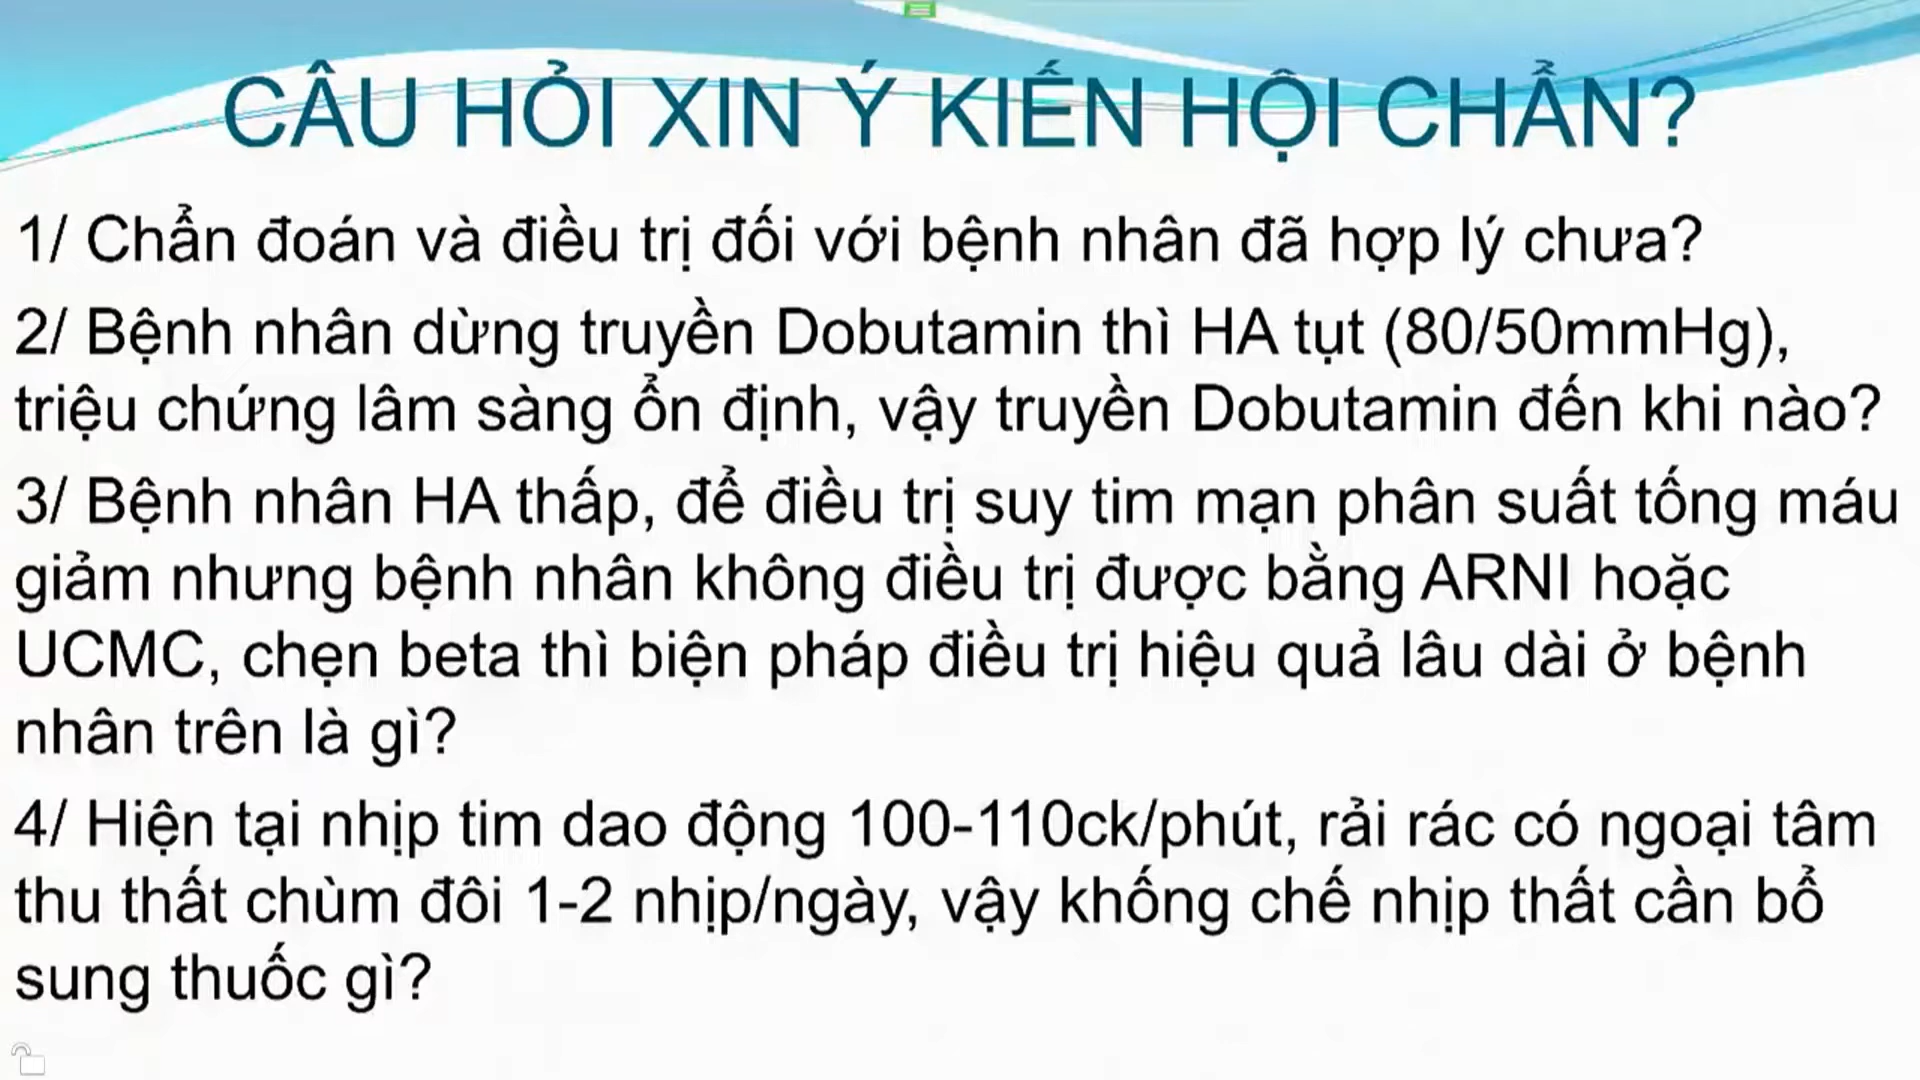 CÂU HỎI XIN Ý KIẾN HỘI CHẨN?
1/ Chẩn đoán và điều trị đối với bệnh nhân đã hợp lý chưa?
2/ Bệnh nhân dừng truyền Dobutamin thì HA tụt (80/50mmHg),
triệu chứng lâm sàng ổn định, vậy truyền Dobutamin đến khi nào?
3/ Bệnh nhân HA thấp, để điều trị suy tim mạn phân suất tống máu
giảm nhưng bệnh nhân không điều trị được bằng ARNI hoặc
UCMC, chẹn beta thì biện pháp điều trị hiệu quả lâu dài ở bệnh
nhân trên là gì?
4/ Hiện tại nhịp tim dao động 100-110ck/phút, rải rác có ngoại tâm
thu thất chùm đôi 1-2 nhịp/ngày, vậy khống chế nhịp thất cần bổ
sung thuốc gì?